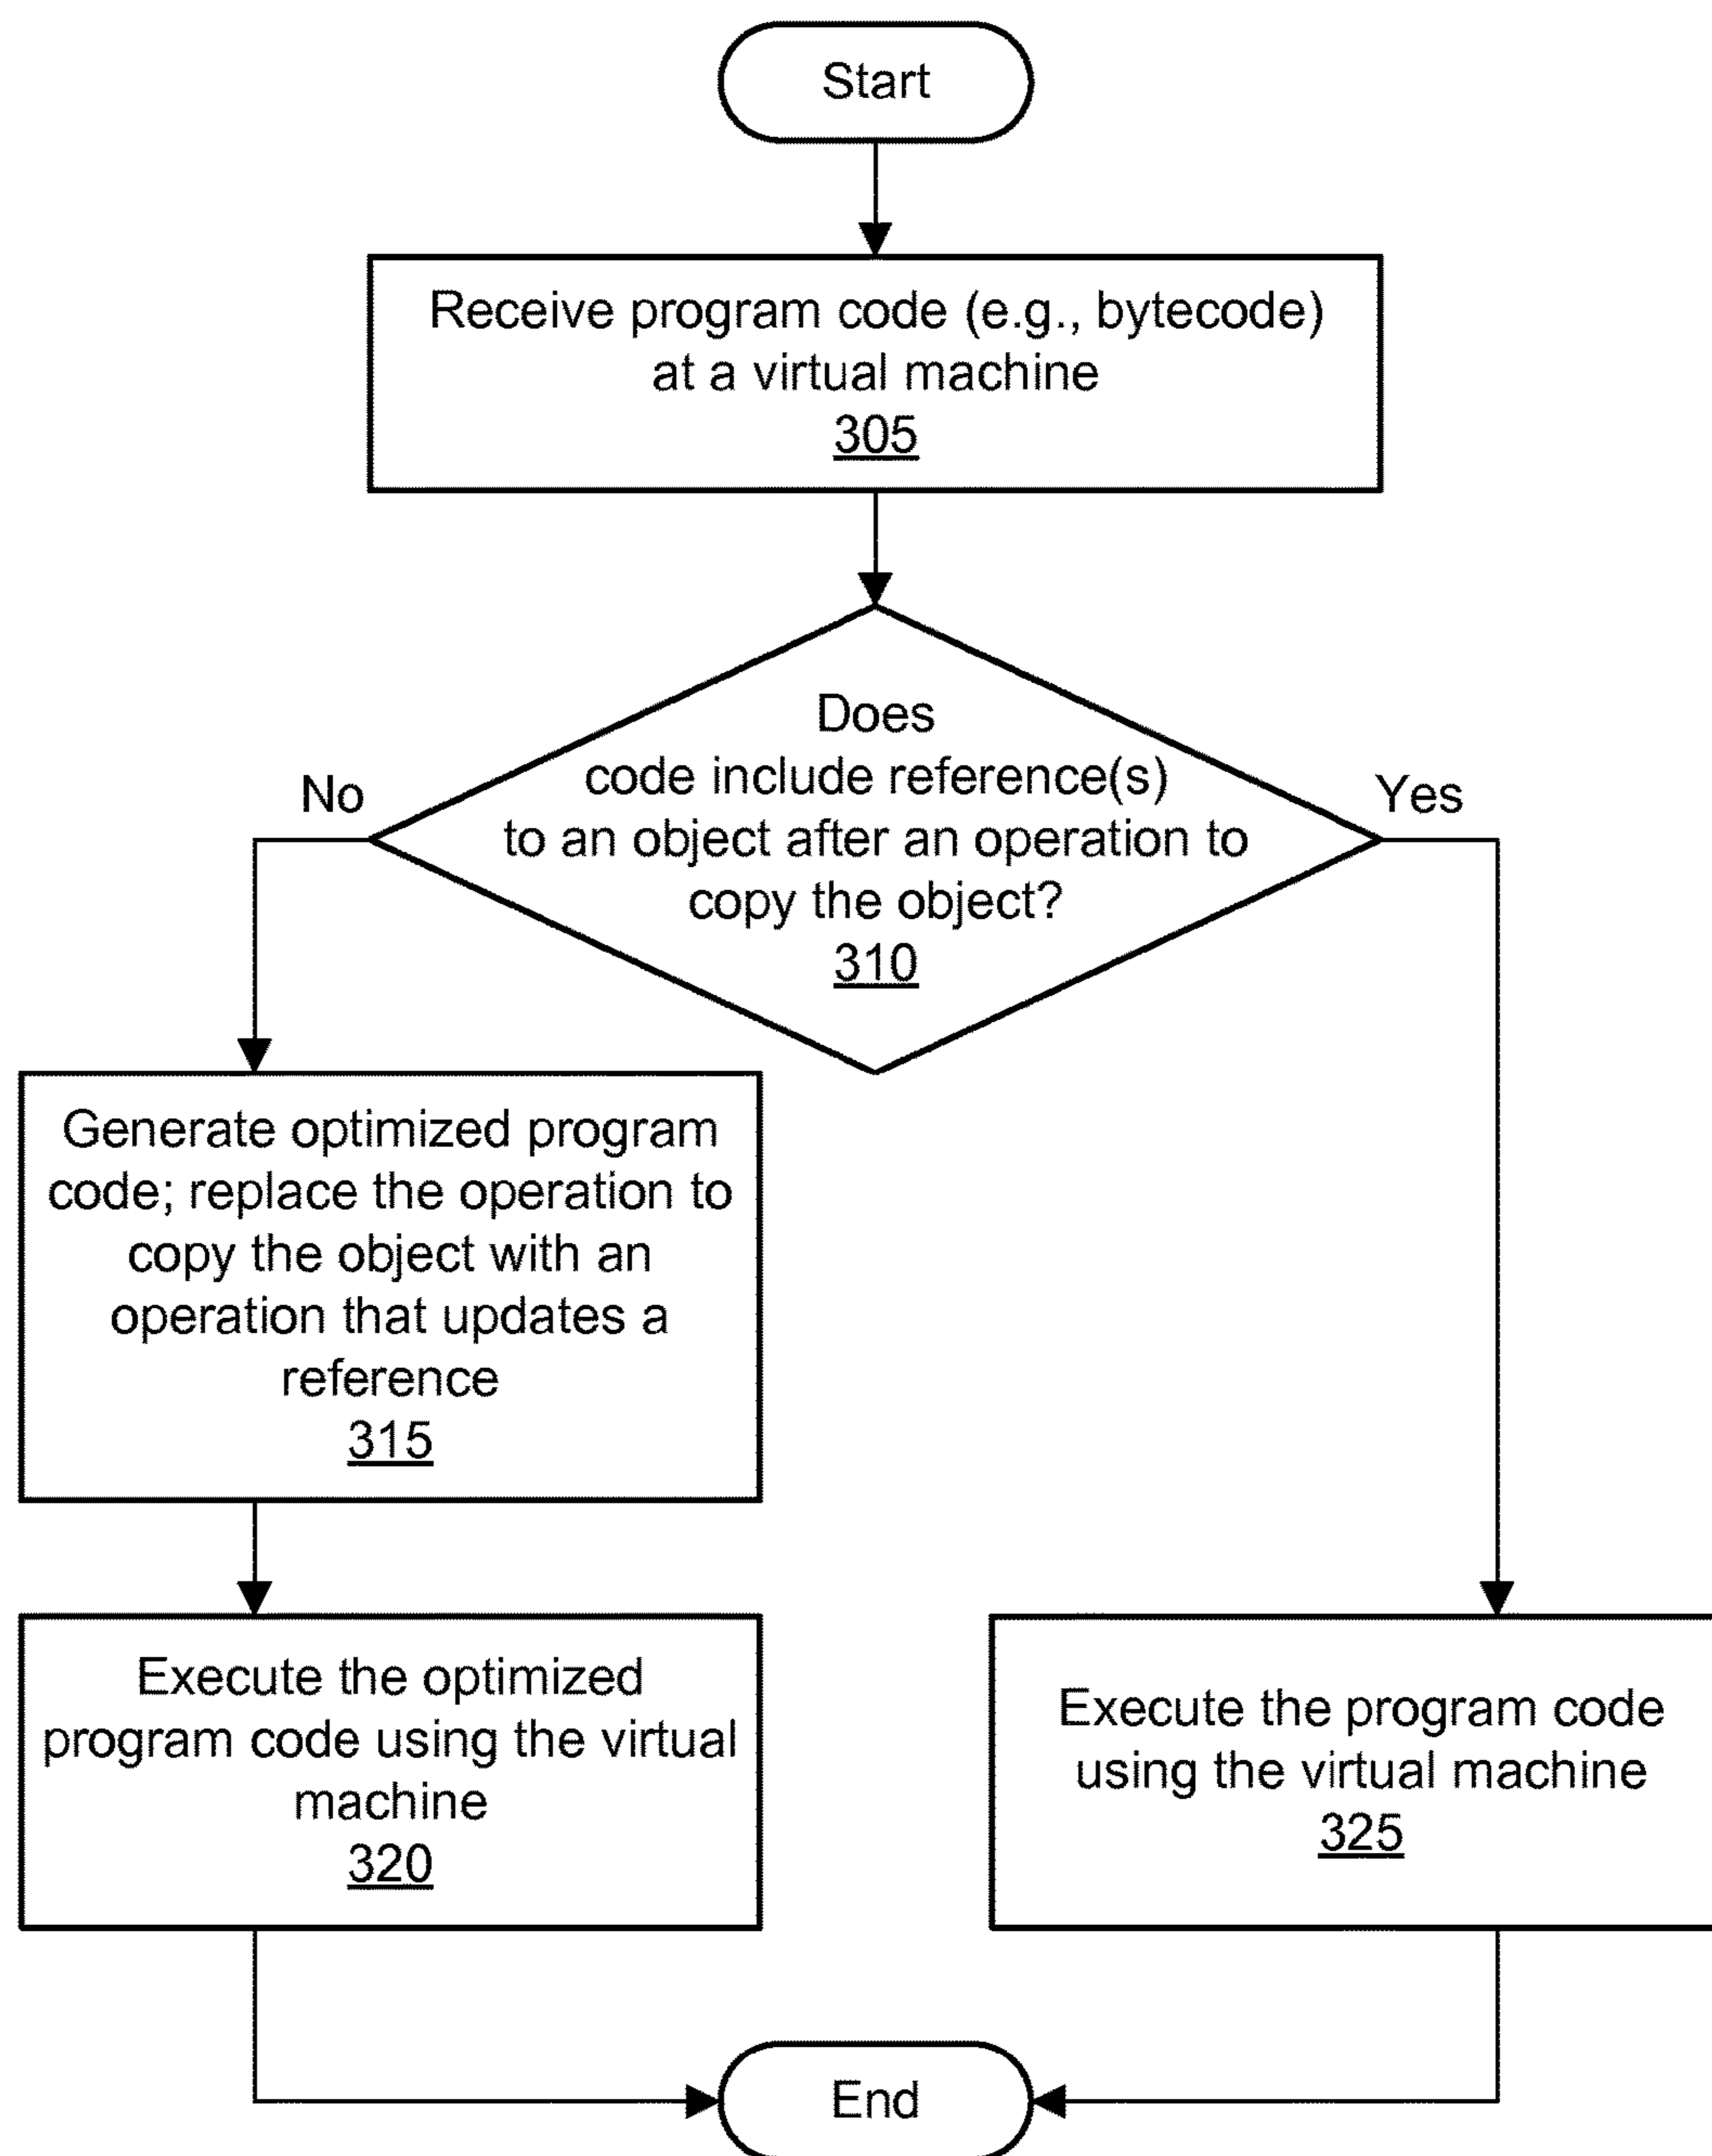 Start
Receive program code (e.g., bytecode)
at a virtual machine
305
Does
code include reference(s)
to an object after an operation to
copy the object?
310
No
Yes
Generate optimized program
code; replace the operation to
copy the object with an
operation that updates a
reference
315
Execute the optimized
program code using the virtual
machine
320
Execute the program code
using the virtual machine
325
End